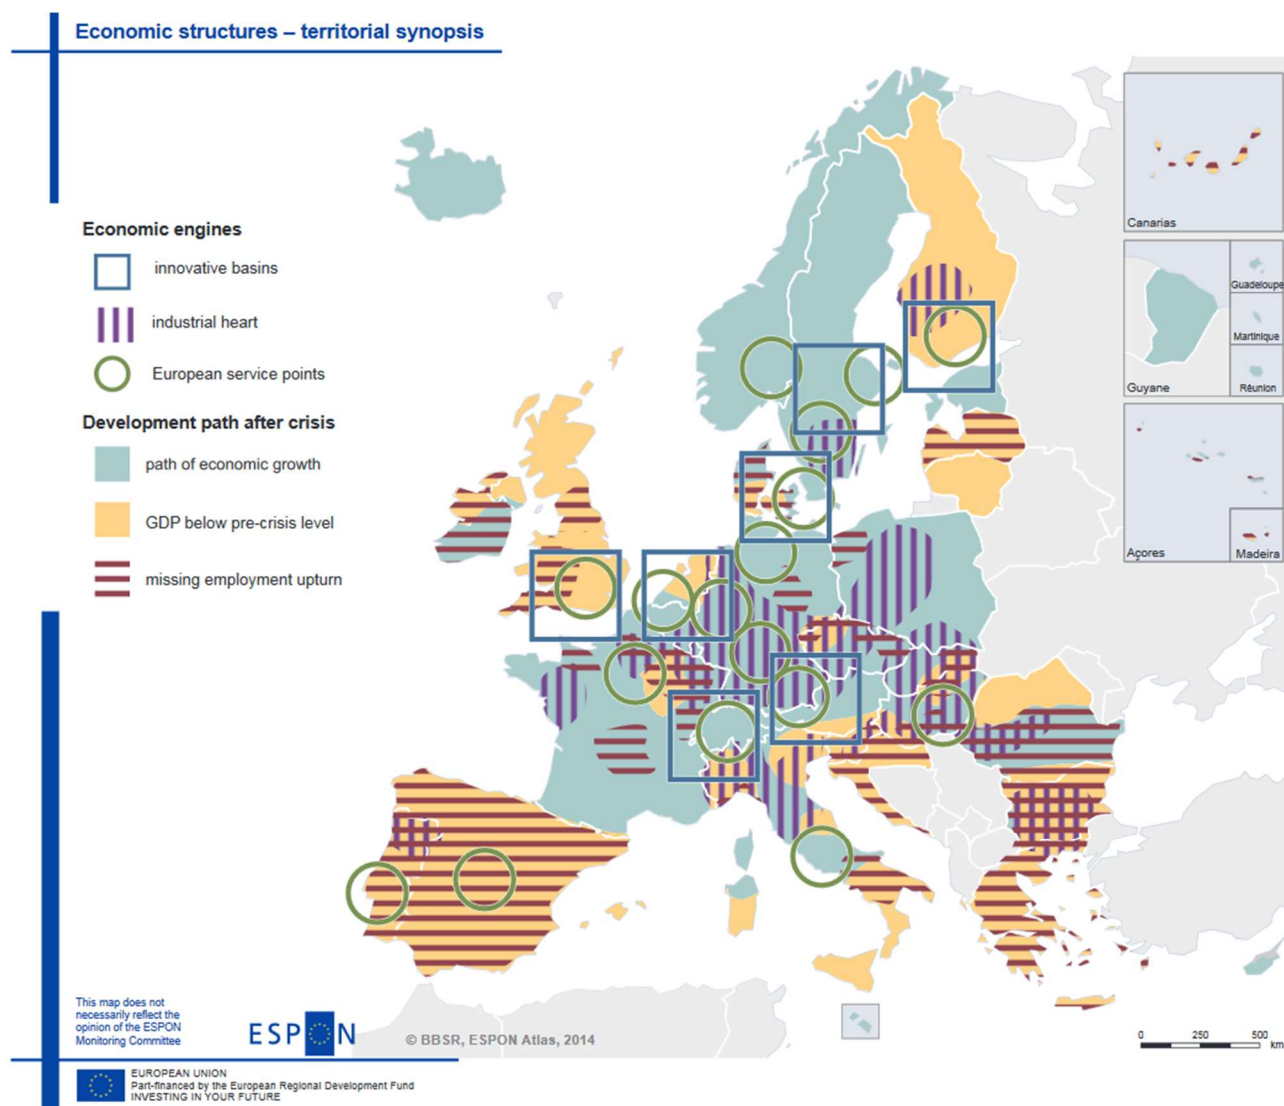 Economic structures – territorial synopsis
Economic engines
innovative basins
industrial heart
European service points
Development path after crisis
path of economic growth
GDP below pre-crisis level
missing employment upturn
Canarias
Guadeloupe
Martinique
Guyane
Réunion
Açores
Madeira
This map does not
necessarily reflect the
opinion of the ESPON
Monitoring Committee
ESPON
© BBSR, ESPON Atlas, 2014
0 250 500
km
EUROPEAN UNION
Part-financed by the European Regional Development Fund
INVESTING IN YOUR FUTURE